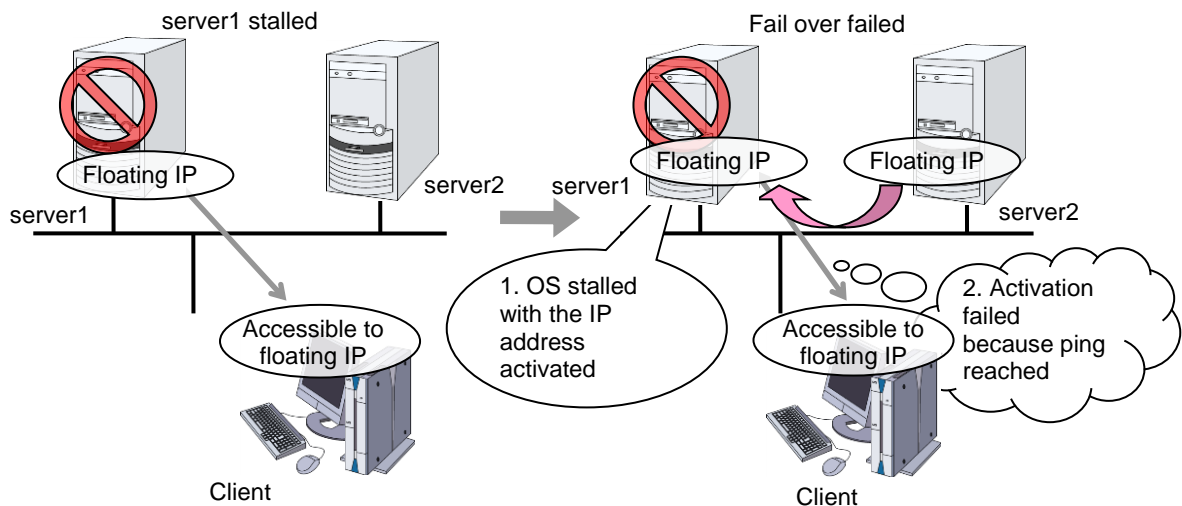 server1 stalled
Floating IP
server2
server1
Accessible to
floating IP
Client
Fail over failed
Floating IP
Floating IP
server1
server2
1. OS stalled
with the IP
address
activated
2. Activation
failed
because ping
reached
Accessible to
floating IP
Client